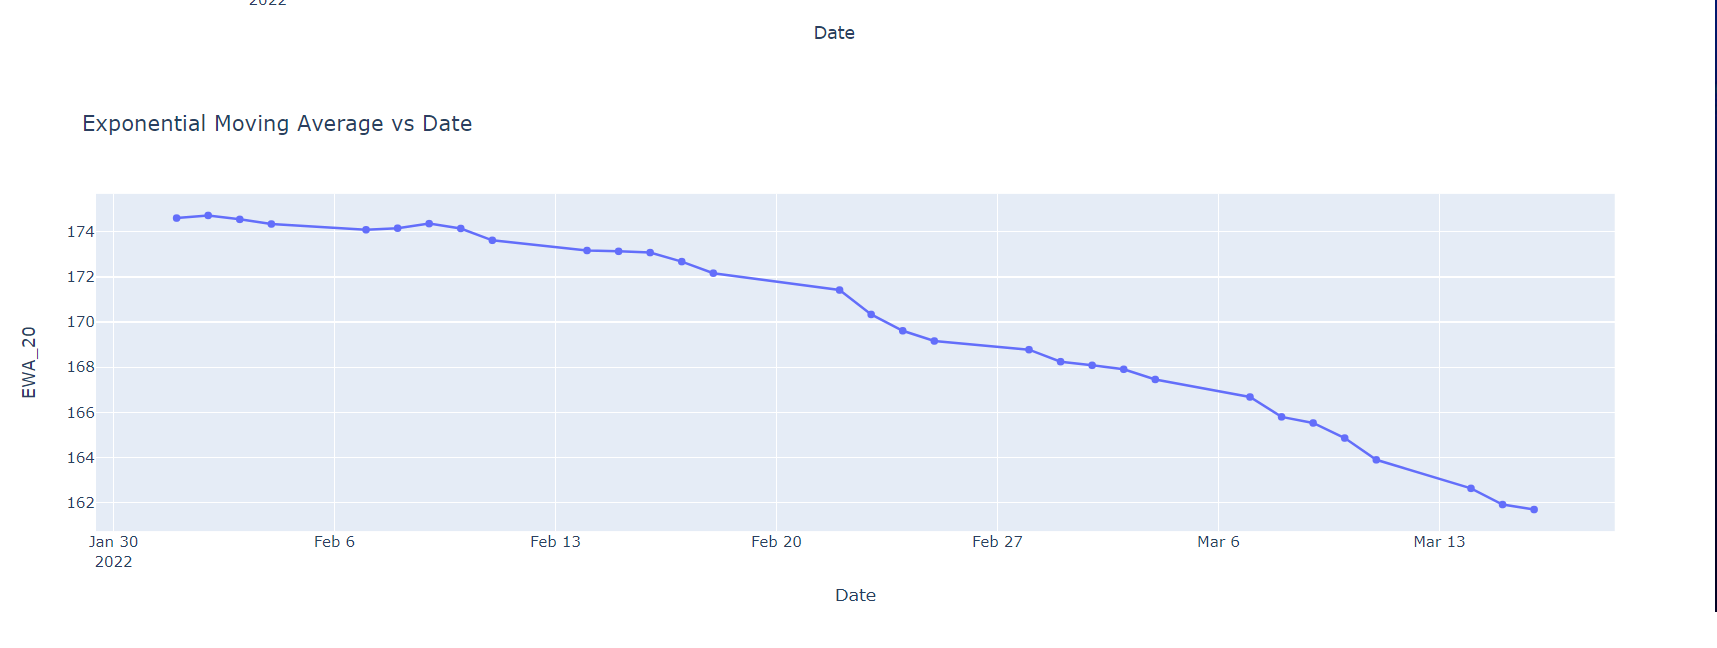 2022
Date
Exponential Moving Average vs Date
174
172
170
168
166
164
162
EWA_20
Jan 30 Feb 6 Feb 13 Feb 20 Feb 27 Mar 6 Mar 13
2022
Date